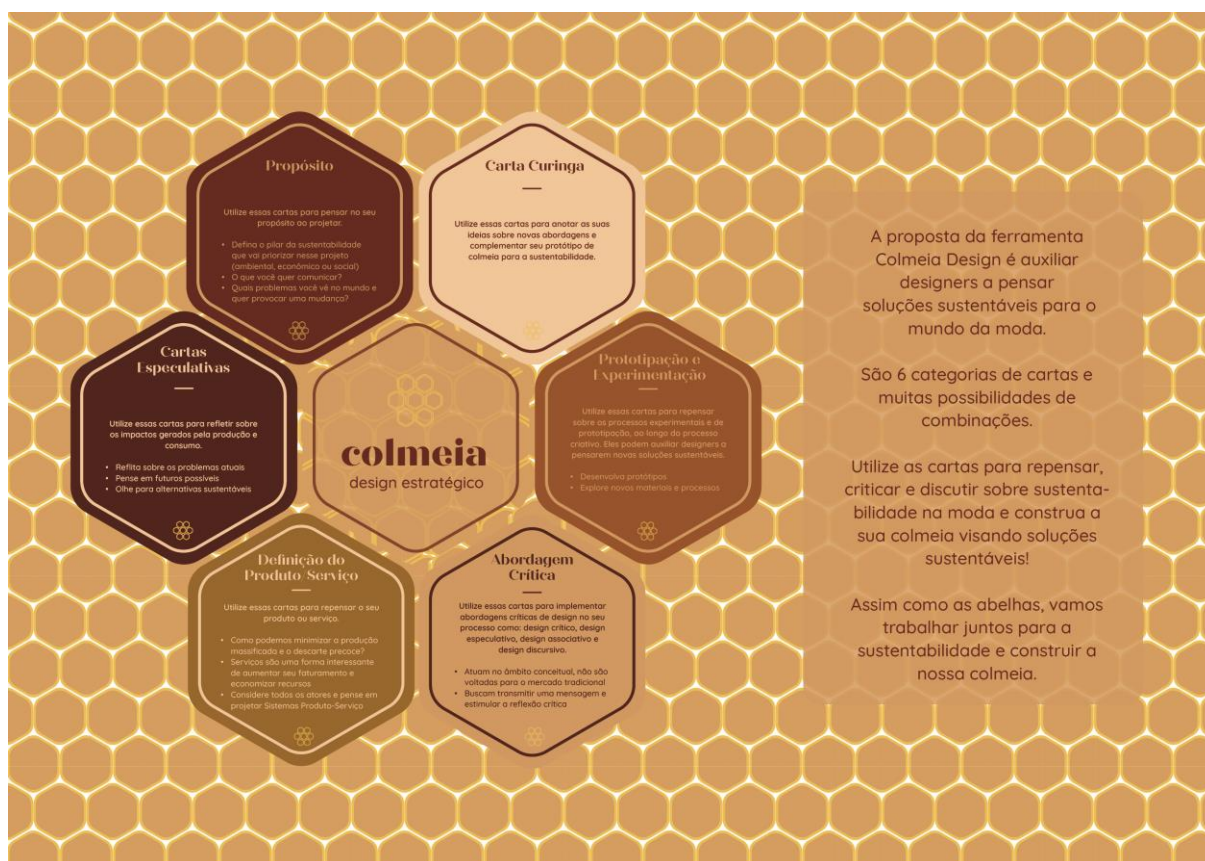 Propósito
Utilize essas cartas para pensar no seu
propósito ao projetar.
• Defina o pilar da sustentabilidade
que vai priorizar nesse projeto
(ambiental, econômico ou social)
• O que você quer comunicar?
• Quais problemas você vê no mundo e
quer provocar uma mudança?
Carta Curinga
Utilize essas cartas para anotar as suas
ideias sobre novas abordagens e
complementar seu protótipo de
colmeia para a sustentabilidade.
Cartas
Especulativas
Utilize essas cartas para refletir sobre
os impactos gerados pela produção e
consumo.
• Reflita sobre os problemas atuais
• Pense em futuros possíveis
• Olhe para alternativas sustentáveis
colmeia
design estratégico
Prototipação e
Experimentação
Utilize essas cartas para repensar
sobre os processos experimentais e de
prototipação, ao longo do processo
criativo. Eles podem auxiliar designers a
pensarem novas soluções sustentáveis.
• Desenvolva protótipos
• Explore novos materiais e processos
Definição do
Produto/Serviço
Utilize essas cartas para repensar o seu
produto ou serviço.
• Como podemos minimizar a produção
massificada e o descarte precoce?
• Serviços são uma forma interessante
de aumentar seu faturamento e
economizar recursos
• Considere todos os atores e pense em
projetar Sistemas Produto-Serviço
Abordagem
Crítica
Utilize essas cartas para implementar
abordagens críticas de design no seu
processo como: design crítico, design
especulativo, design associativo e
design discursivo.
• Atuam no âmbito conceitual, não são
voltadas para o mercado tradicional
• Buscam transmitir uma mensagem e
estimular a reflexão crítica
A proposta da ferramenta
Colmeia Design é auxiliar
designers a pensar
soluções sustentáveis para o
mundo da moda.
São 6 categorias de cartas e
muitas possibilidades de
combinações.
Utilize as cartas para repensar,
criticar e discutir sobre sustenta-
bilidade na moda e construa a
sua colmeia visando soluções
sustentáveis!
Assim como as abelhas, vamos
trabalhar juntos para a
sustentabilidade e construir a
nossa colmeia.